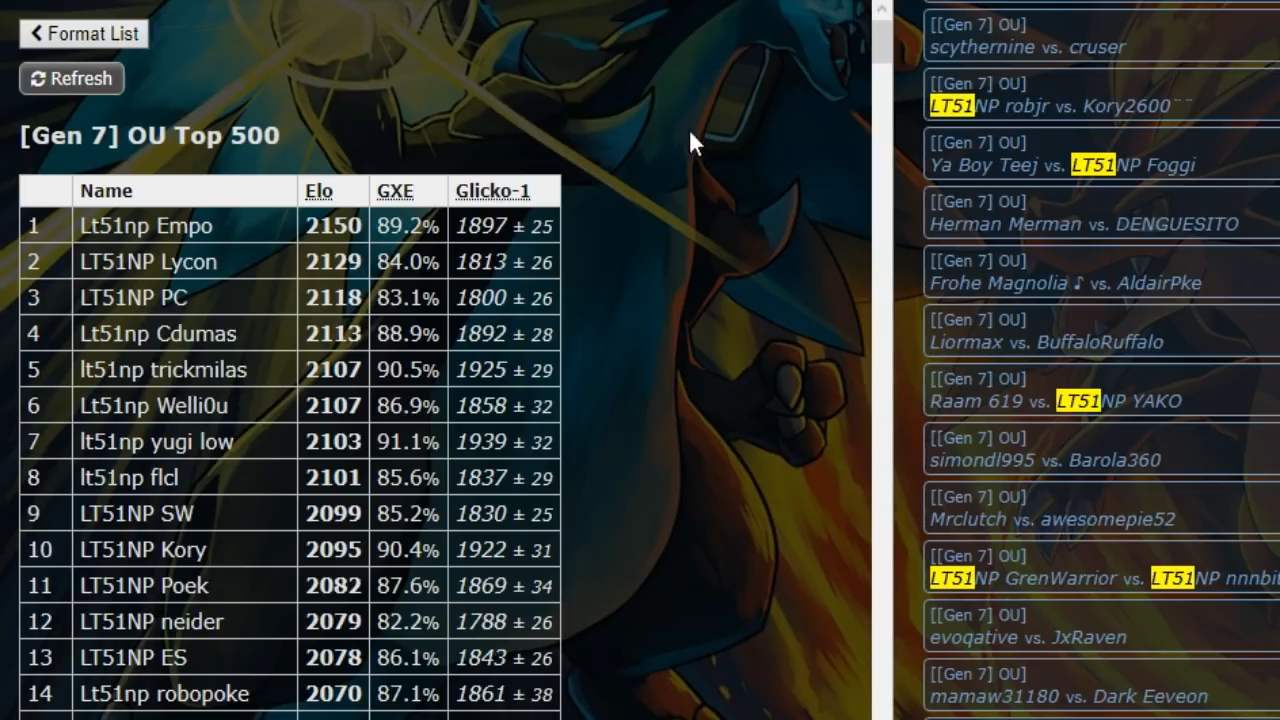 Format List
Refresh
[Gen 7] OU Top 500
Name Elo GXE Glicko-1
1 Lt51np Empo 2150 89.2% 1897 ± 25
2 LT51NP Lycon 2129 84.0% 1813 ± 26
3 LT51NP PC 2118 83.1% 1800 ± 26
4 Lt51np Cdumas 2113 88.9% 1892 ± 28
5 lt51np trickmilas 2107 90.5% 1925 ± 29
6 Lt51np Welli0u 2107 86.9% 1858 ± 32
7 lt51np yugi low 2103 91.1% 1939 ± 32
8 lt51np flcl 2101 85.6% 1837 ± 29
9 LT51NP SW 2099 85.2% 1830 ± 25
10 LT51NP Kory 2095 90.4% 1922 ± 31
11 LT51NP Poek 2082 87.6% 1869 ± 34
12 LT51NP neider 2079 82.2% 1788 ± 26
13 LT51NP ES 2078 86.1% 1843 ± 26
14 Lt51np robopoke 2070 87.1% 1861 ± 38
[[Gen 7] OU]
scythernine vs. cruser
[[Gen 7] OU]
LT51NP robjr vs. Kory2600~~
[[Gen 7] OU]
Ya Boy Teej vs. LT51NP Foggi
[[Gen 7] OU]
Herman Merman vs. DENGUESITO
[[Gen 7] OU]
Frohe Magnolia ♪ vs. AldairPke
[[Gen 7] OU]
Liormax vs. BuffaloRuffalo
[[Gen 7] OU]
Raam 619 vs. LT51NP YAKO
[[Gen 7] OU]
simondl995 vs. Barola360
[[Gen 7] OU]
Mrclutch vs. awesomepie52
[[Gen 7] OU]
LT51NP GrenWarrior vs. LT51NP nnnbit
[[Gen 7] OU]
evoqative vs. JxRaven
[[Gen 7] OU]
mamaw31180 vs. Dark Eeveon